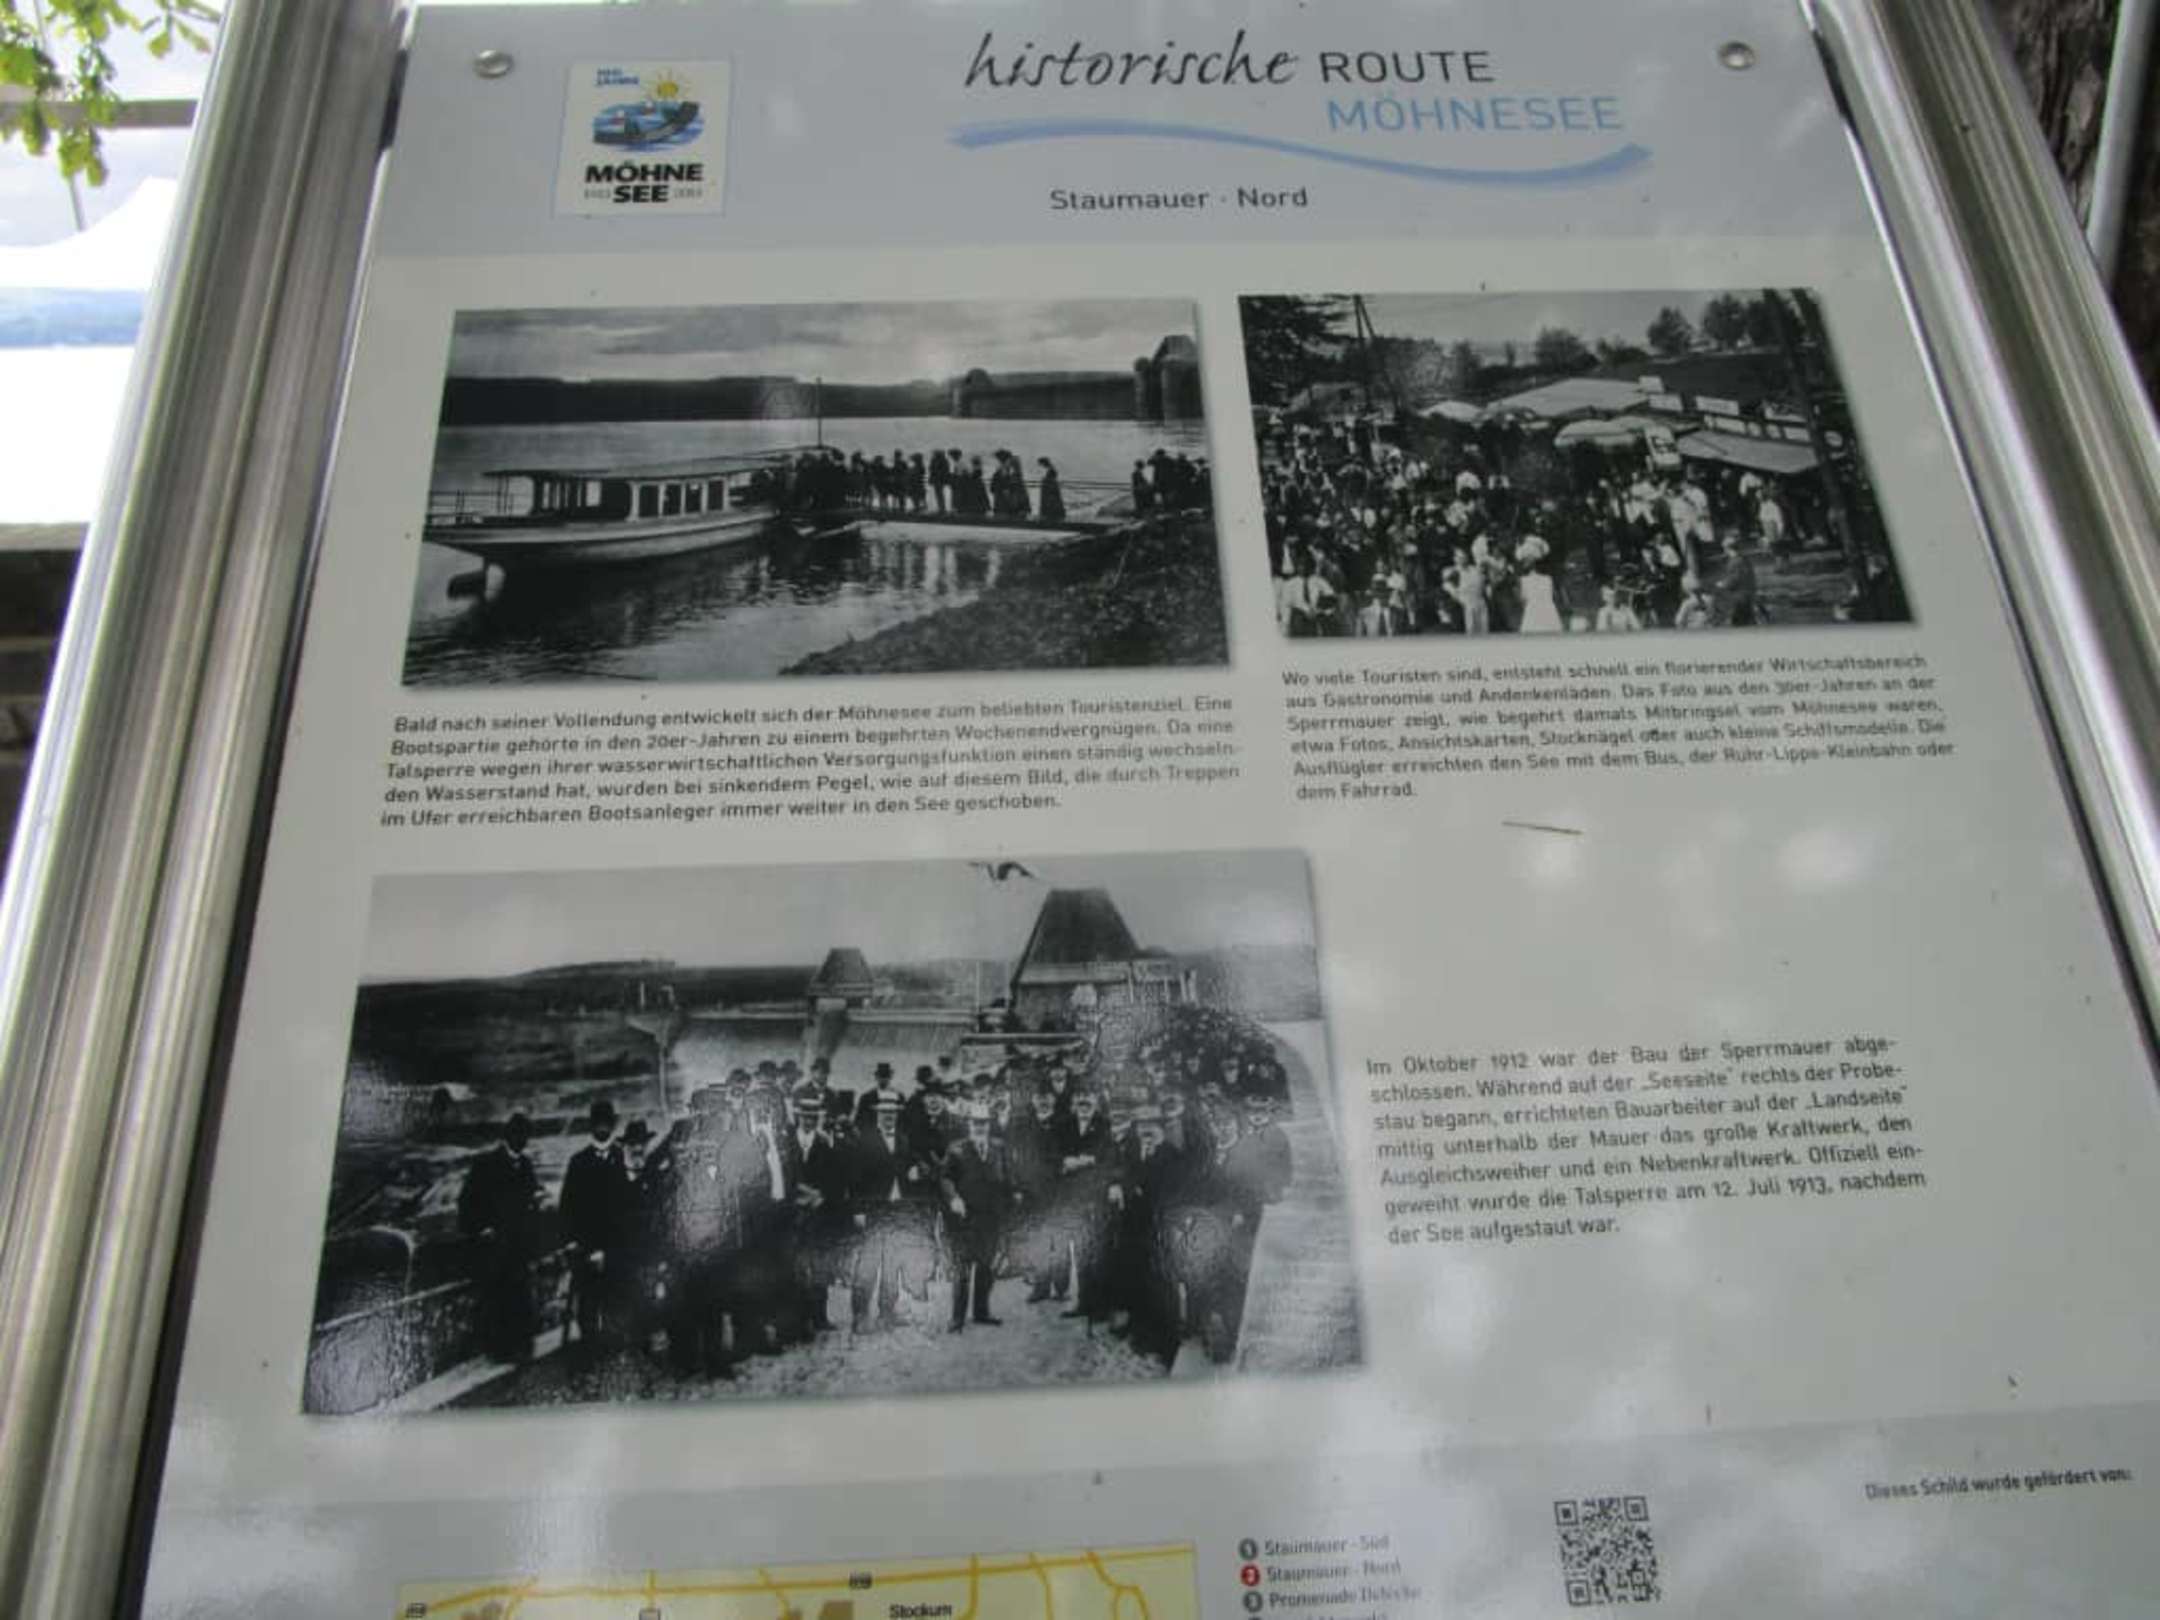 historische ROUTE
MÖHNESEE
Staumauer · Nord
MÖHNE
SEE
Bald nach seiner Vollendung entwickelt sich der Möhnesee zum beliebten Touristenziel. Eine
Bootspartie gehörte in den 20er-Jahren zu einem begehrten Wochenendvergnügen. Da eine
Talsperre wegen ihrer wasserwirtschaftlichen Versorgungsfunktion einen ständig wechseln-
den Wasserstand hat, wurden bei sinkendem Pegel, wie auf diesem Bild, die durch Treppen
im Ufer erreichbaren Bootsanleger immer weiter in den See geschoben.
Wo viele Touristen sind, entsteht schnell ein florierender Wirtschaftsbereich
aus Gastronomie und Andenkenläden. Das Foto aus den 30er-Jahren an der
Sperrmauer zeigt, wie begehrt damals Mitbringsel vom Möhnesee waren,
etwa Fotos, Ansichtskarten, Stocknägel oder auch kleine Schiffsmodelle. Die
Ausflügler erreichten den See mit dem Bus, der Ruhr-Lippe-Kleinbahn oder
dem Fahrrad.
Im Oktober 1912 war der Bau der Sperrmauer abge-
schlossen. Während auf der „Seeseite" rechts der Probe-
stau begann, errichteten Bauarbeiter auf der „Landseite"
mittig unterhalb der Mauer das große Kraftwerk, den
Ausgleichsweiher und ein Nebenkraftwerk. Offiziell ein-
geweiht wurde die Talsperre am 12. Juli 1913, nachdem
der See aufgestaut war.
Dieses Schild wurde gefördert von:
1 Staumauer - Süd
2 Staumauer - Nord
3 Promenade
Stockum